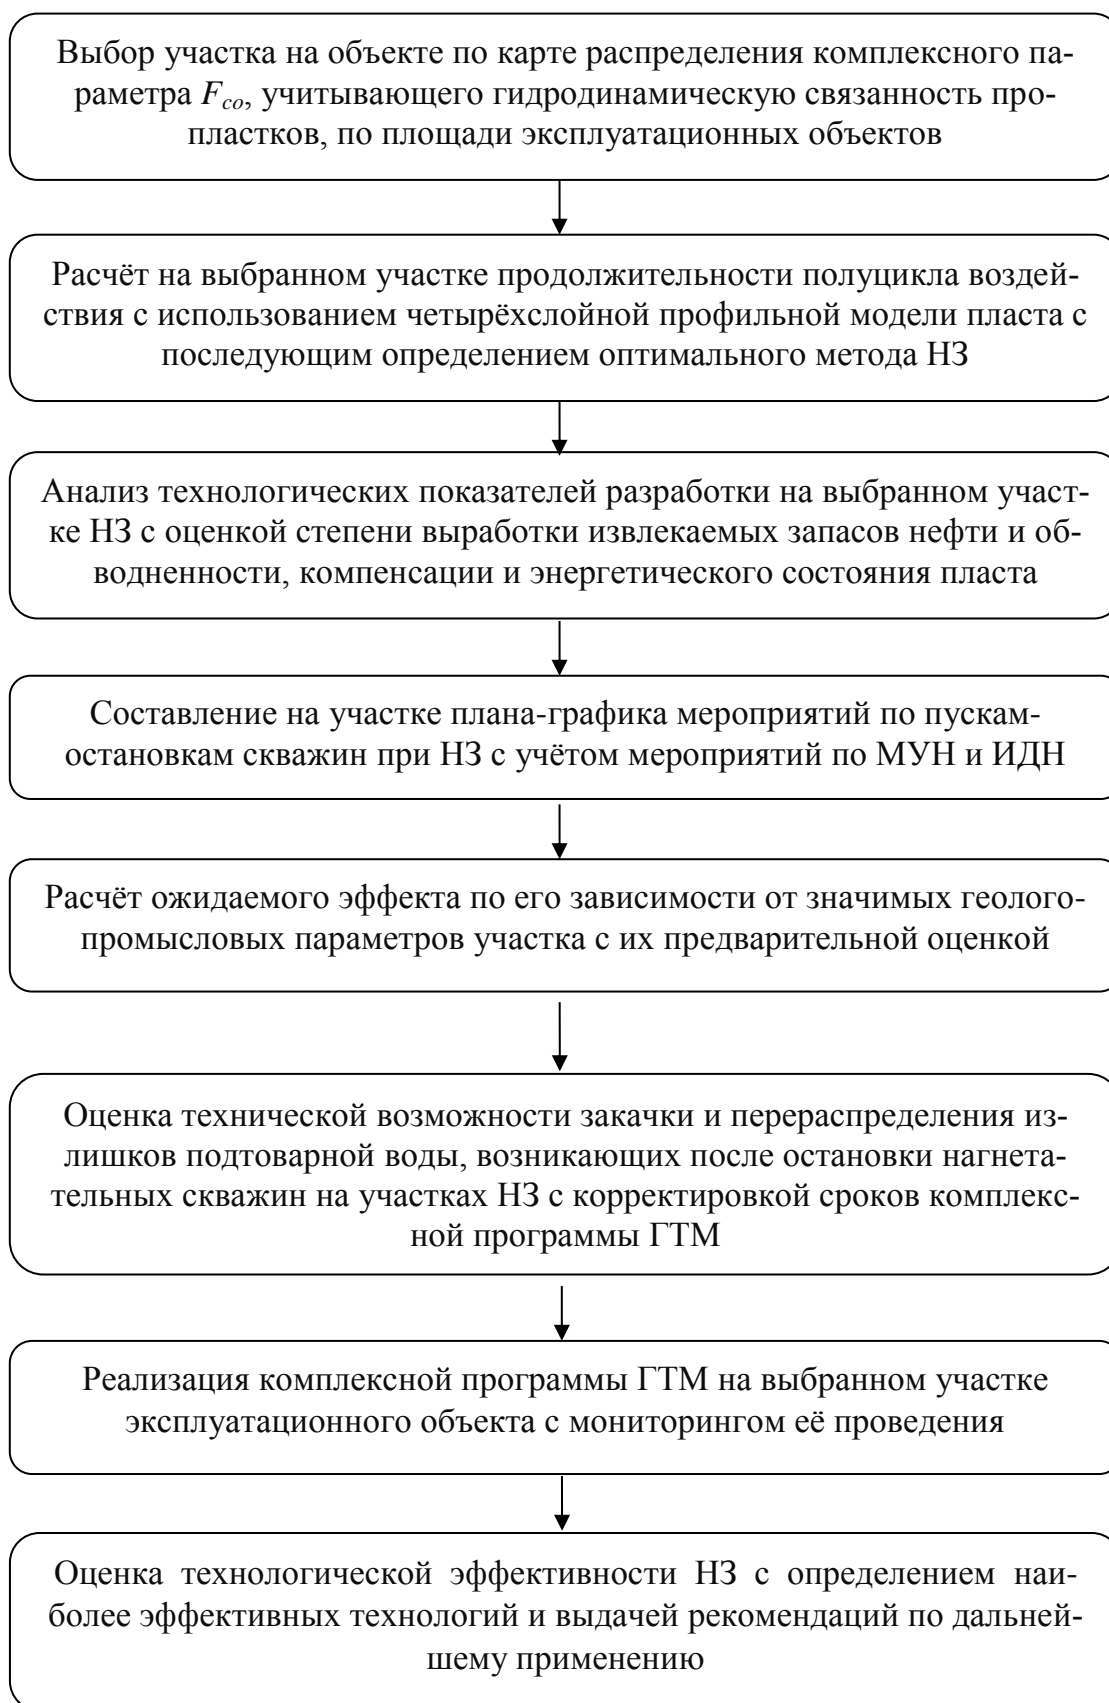 Выбор участка на объекте по карте распределения комплексного па-
раметра Fco, учитывающего гидродинамическую связанность про-
пластков, по площади эксплуатационных объектов
Расчёт на выбранном участке продолжительности полуцикла воздей-
ствия с использованием четырёхслойной профильной модели пласта с
последующим определением оптимального метода НЗ
Анализ технологических показателей разработки на выбранном участ-
ке НЗ с оценкой степени выработки извлекаемых запасов нефти и об-
водненности, компенсации и энергетического состояния пласта
Составление на участке плана-графика мероприятий по пускам-
остановкам скважин при НЗ с учётом мероприятий по МУН и ИДН
Расчёт ожидаемого эффекта по его зависимости от значимых геолого-
промысловых параметров участка с их предварительной оценкой
Оценка технической возможности закачки и перераспределения из-
лишков подтоварной воды, возникающих после остановки нагнета-
тельных скважин на участках НЗ с корректировкой сроков комплекс-
ной программы ГТМ
Реализация комплексной программы ГТМ на выбранном участке
эксплуатационного объекта с мониторингом её проведения
Оценка технологической эффективности НЗ с определением наи-
более эффективных технологий и выдачей рекомендаций по дальней-
шему применению